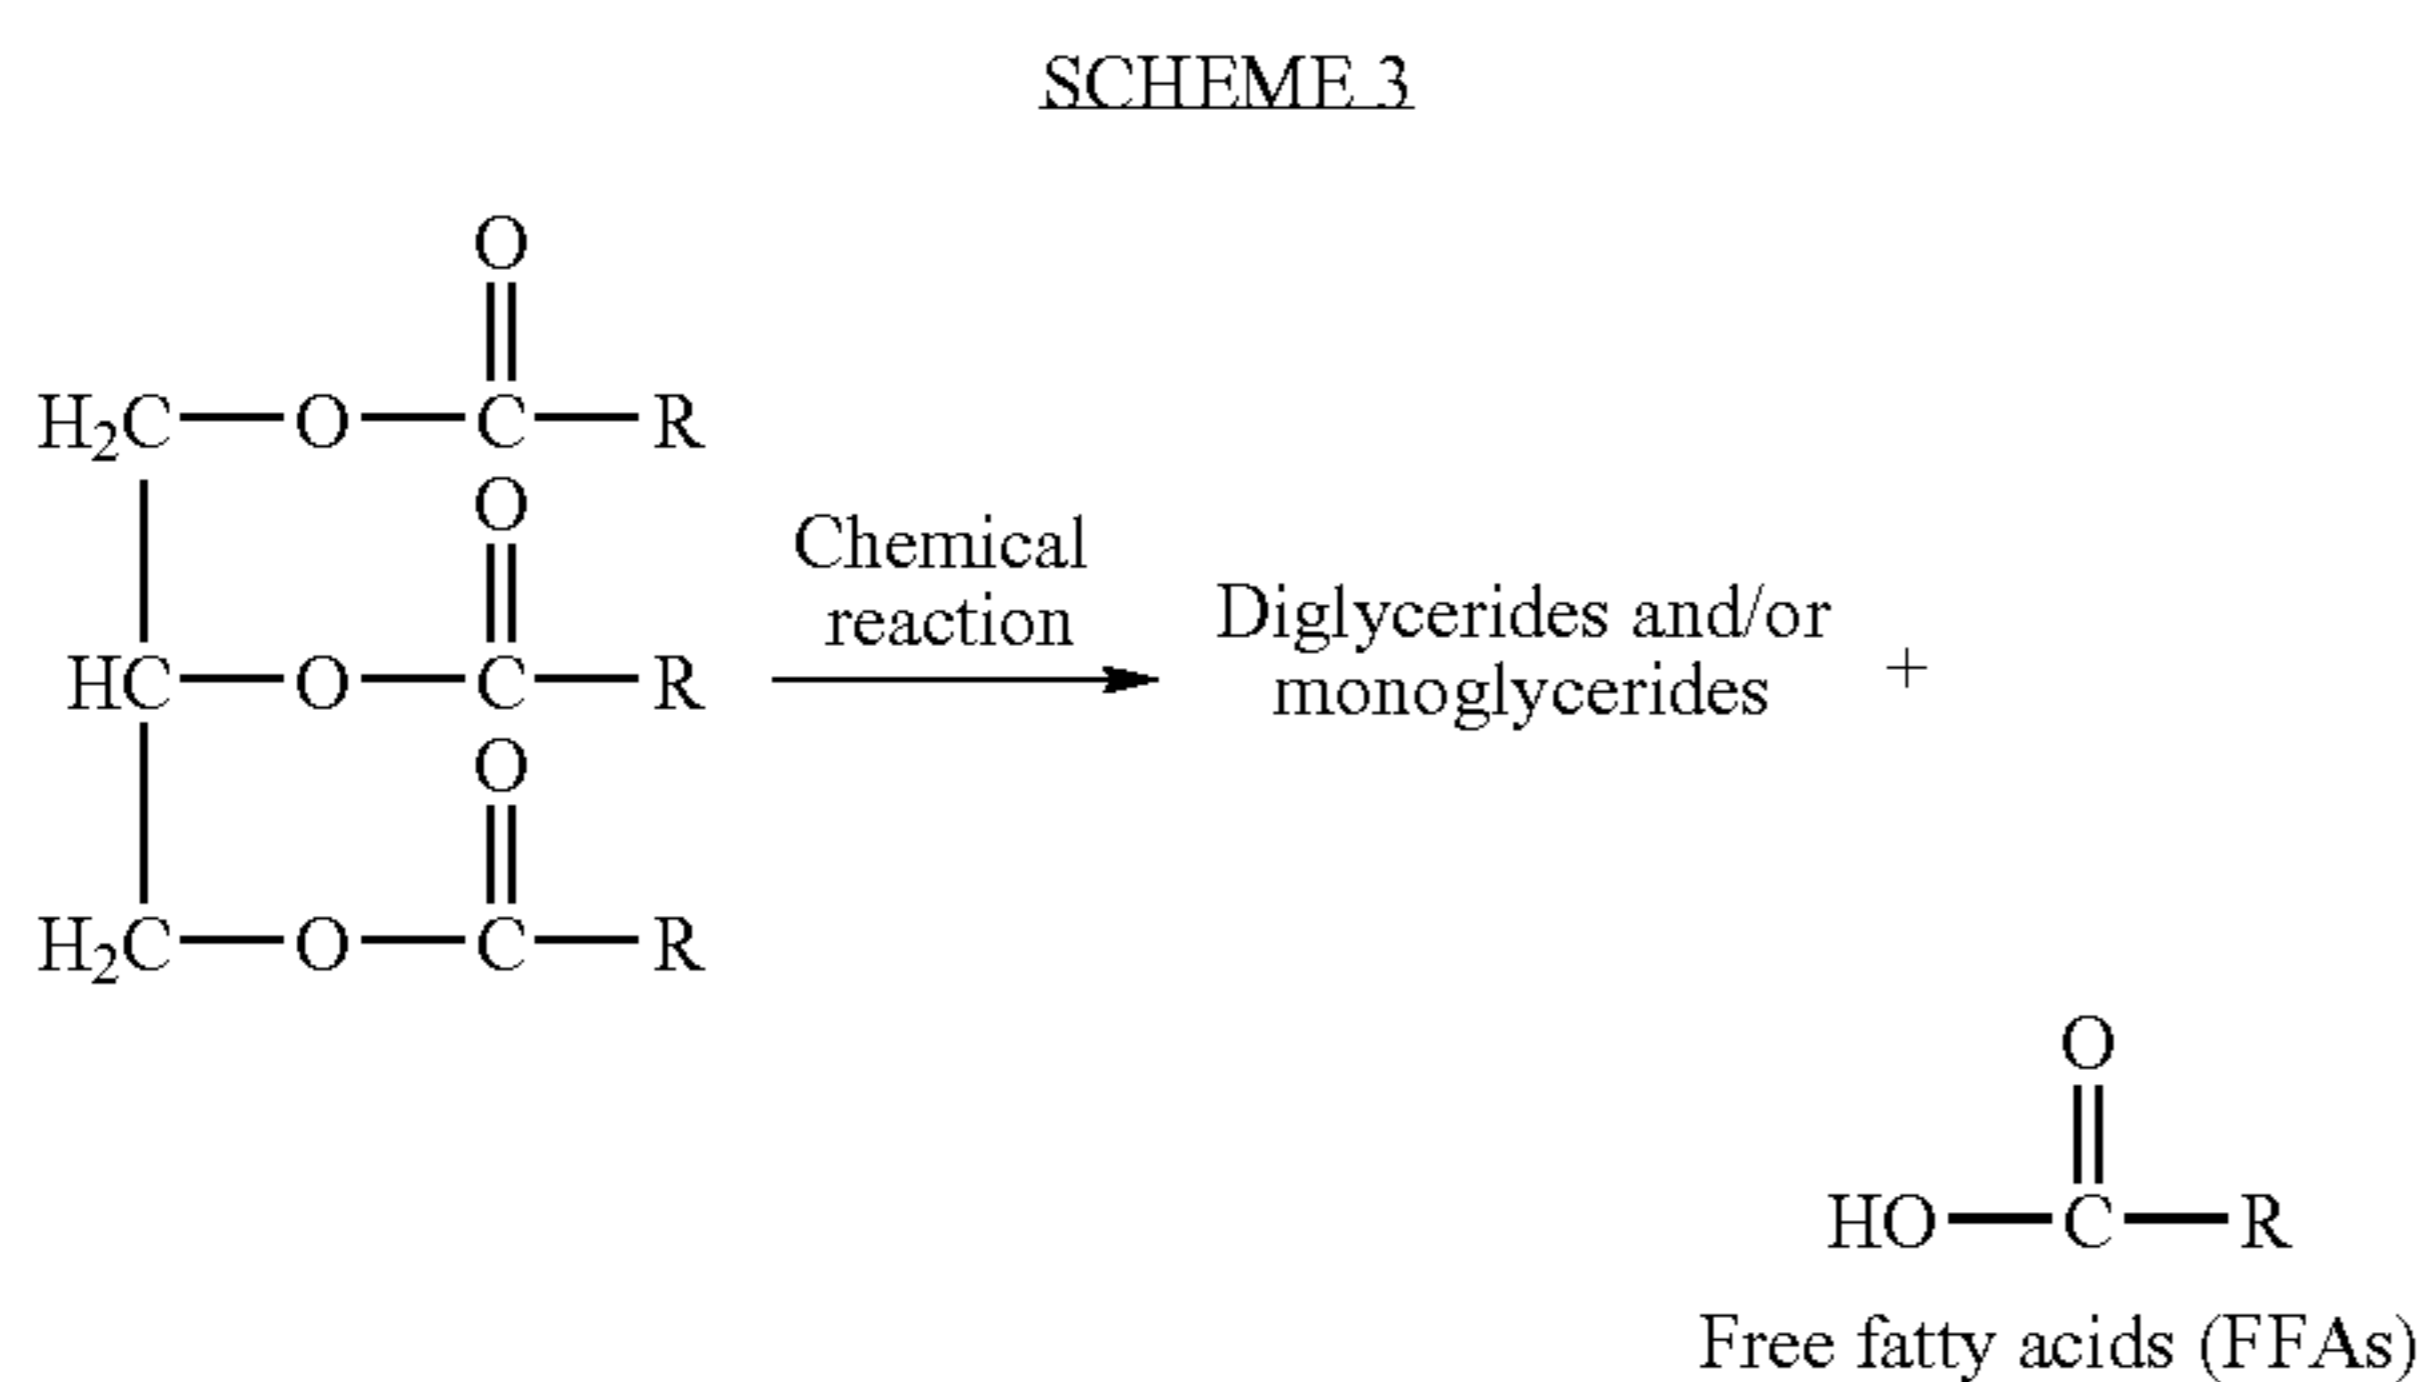 SCHEME 3
O
H₂C—O—C—R
O
Chemical
reaction
HC—O—C—R
Diglycerides and/or
monoglycerides
+
O
H₂C—O—C—R
O
HO—C—R
Free fatty acids (FFAs)